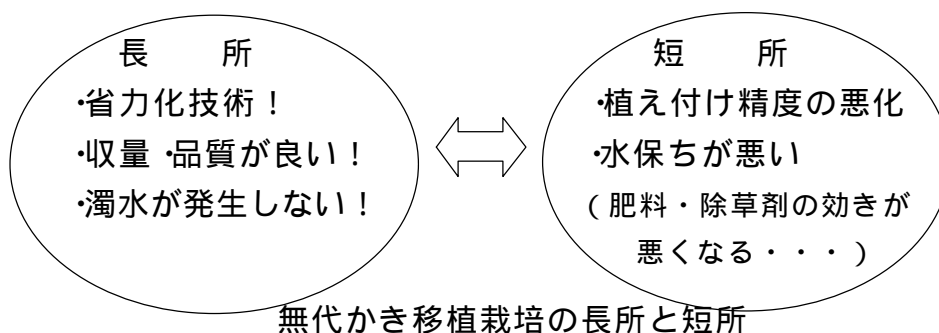 長　　所
・省力化技術！
・収量・品質が良い！
・濁水が発生しない！
短　　所
・植え付け精度の悪化
・水保ちが悪い
（肥料・除草剤の効きが
悪くなる・・・）
無代かき移植栽培の長所と短所